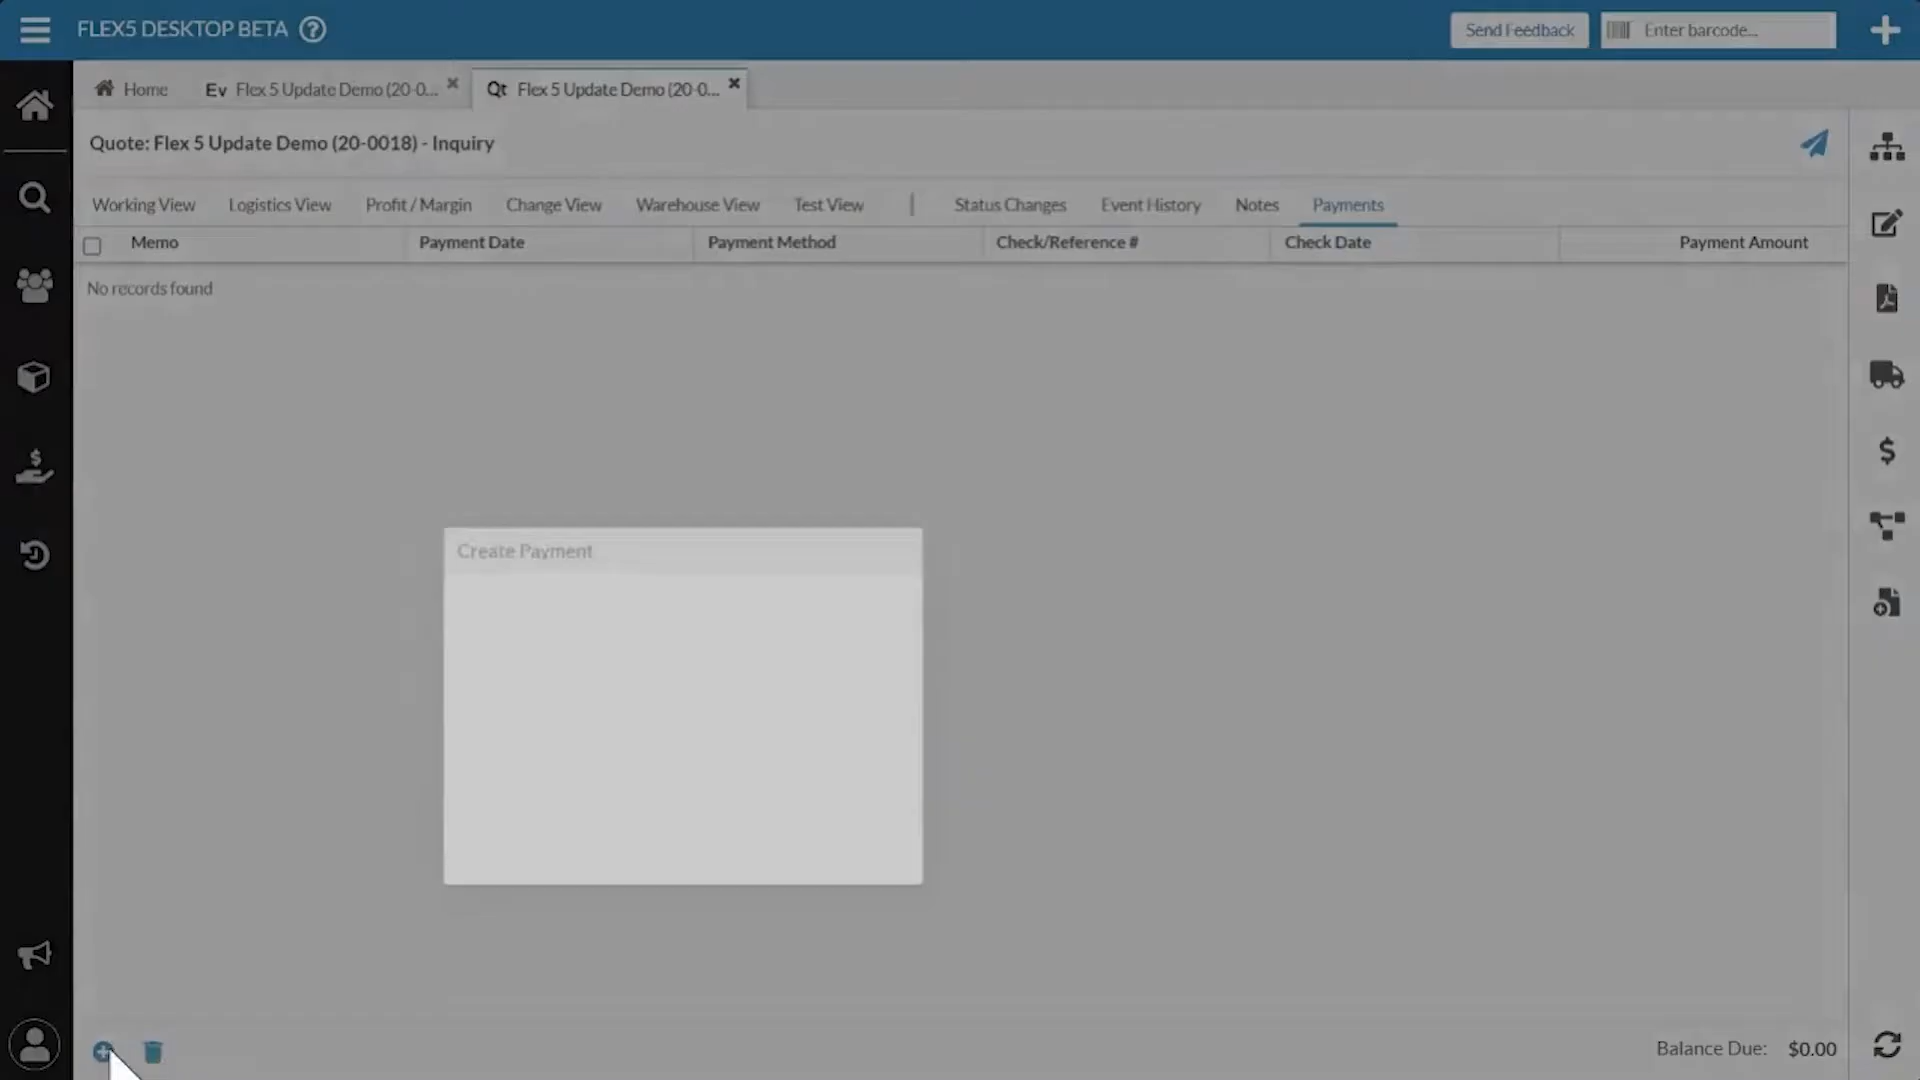 FLEX5 DESKTOP BETA
Send Feedback
Enter barcode...
Home
Ev Flex 5 Update Demo (20-0...
Qt Flex 5 Update Demo (20-0...
Quote: Flex 5 Update Demo (20-0018) - Inquiry
Working View
Logistics View
Profit / Margin
Change View
Warehouse View
Test View
Status Changes
Event History
Notes
Payments
Memo
Payment Date
Payment Method
Check/Reference #
Check Date
Payment Amount
No records found
Create Payment
Balance Due: $0.00